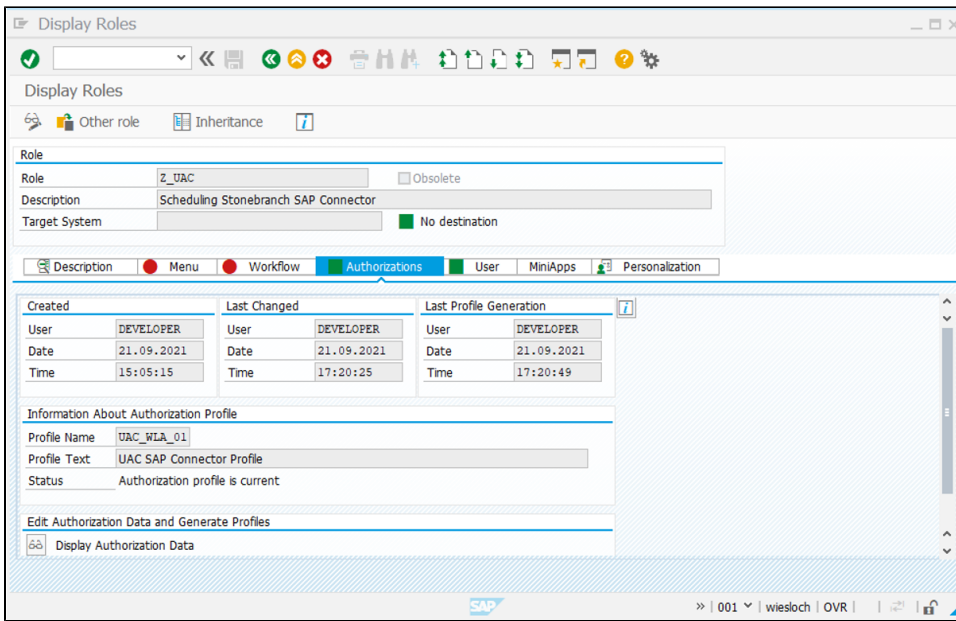 Display Roles
Display Roles
Other role Inheritance i
Role
Role Z_UAC Obsolete
Description Scheduling Stonebranch SAP Connector
Target System No destination
Description Menu Workflow Authorizations User MiniApps Personalization
Created Last Changed Last Profile Generation i
User DEVELOPER User DEVELOPER User DEVELOPER
Date 21.09.2021 Date 21.09.2021 Date 21.09.2021
Time 15:05:15 Time 17:20:25 Time 17:20:49
Information About Authorization Profile
Profile Name UAC_WLA_01
Profile Text UAC SAP Connector Profile
Status Authorization profile is current
Edit Authorization Data and Generate Profiles
Display Authorization Data
SAP » | 001 | wiesloch | OVR |